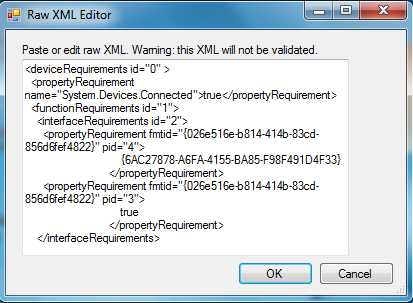 Raw XML Editor
Paste or edit raw XML. Warning: this XML will not be validated.
<deviceRequirements id="0" >
<propertyRequirement
name="System.Devices.Connected">true</propertyRequirement>
<functionRequirements id="1">
<interfaceRequirements id="2">
<propertyRequirement fmtid="{026e516e-b814-414b-83cd-
856d6fef4822}" pid="4">
{6AC27878-A6FA-4155-BA85-F98F491D4F33}
</propertyRequirement>
<propertyRequirement fmtid="{026e516e-b814-414b-83cd-
856d6fef4822}" pid="3">
true
</propertyRequirement>
</interfaceRequirements>
OK
Cancel